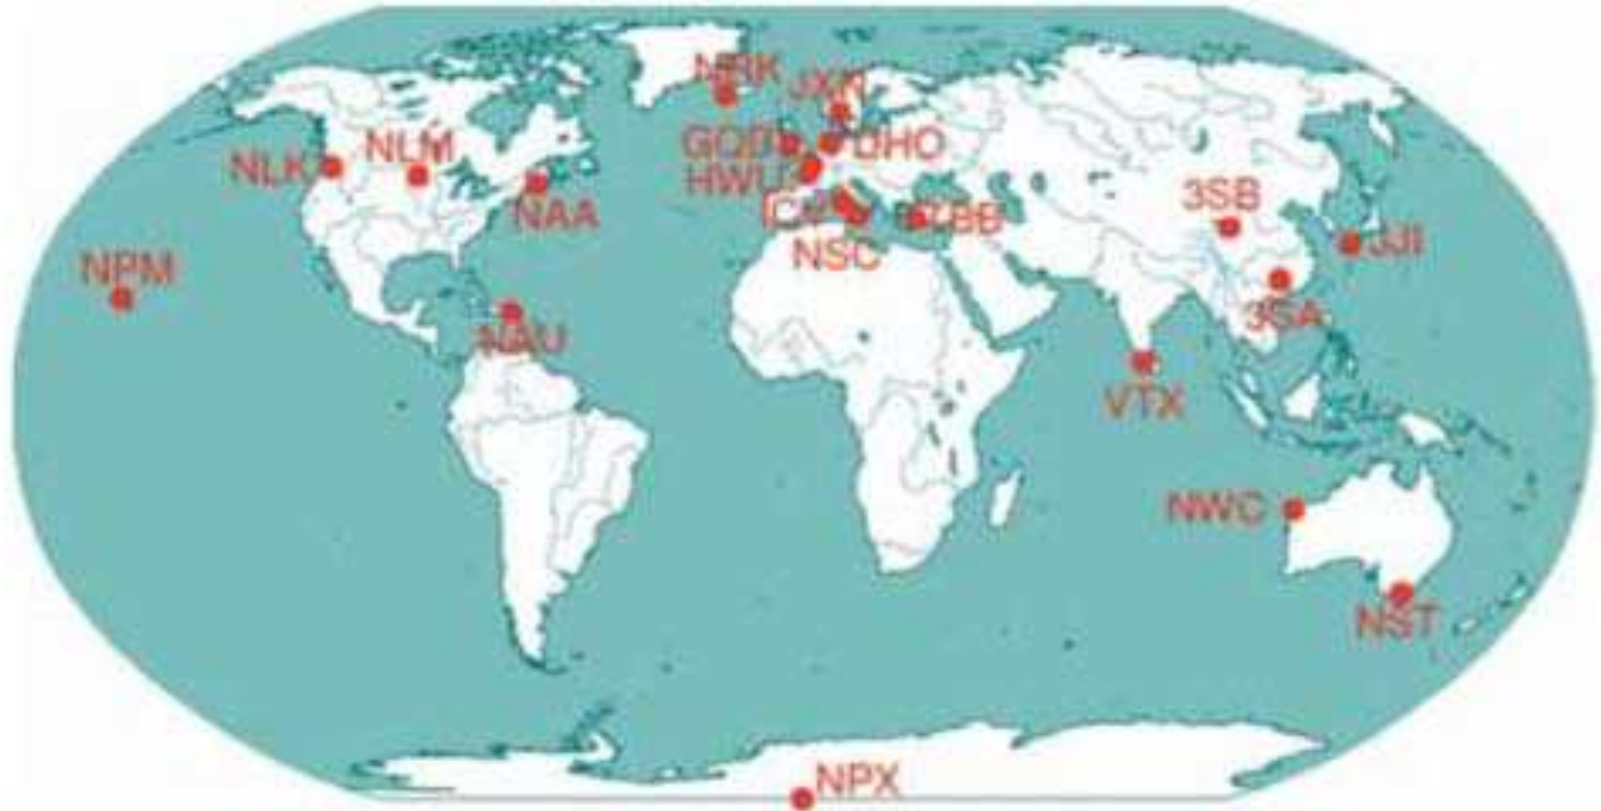 NRK
JXN
GQD
DHO
NLM
NLK
HWU
NAA
3SB
TBB
JJI
NSC
NPM
3SA
NAU
VTX
NWC
NST
NPX